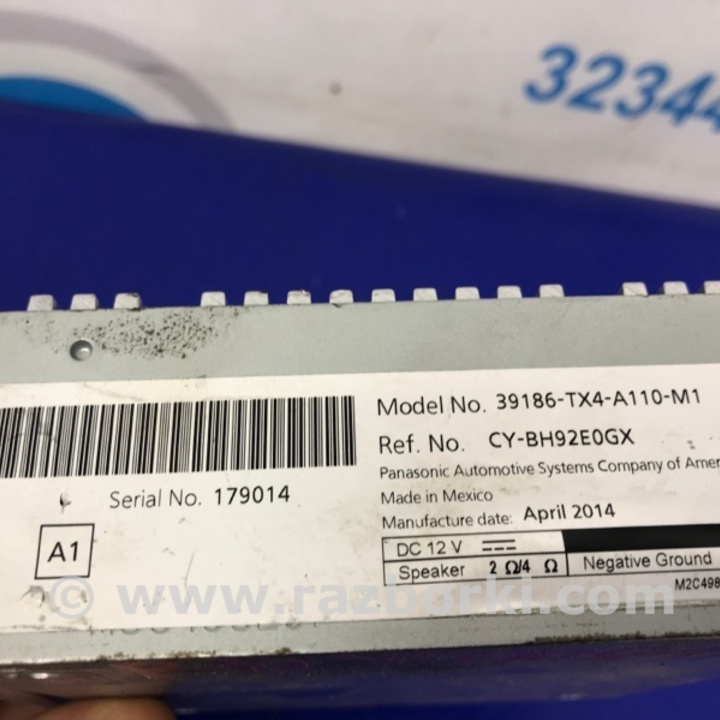 32344
Model No. 39186-TX4-A110-M1
Ref. No. CY-BH92E0GX
Panasonic Automotive Systems Company of Amer
Made in Mexico
Manufacture date: April 2014
Serial No. 179014
A1
DC 12 V
Speaker 2 Ω/4 Ω Negative Ground
M2C498
© www.razborki.com